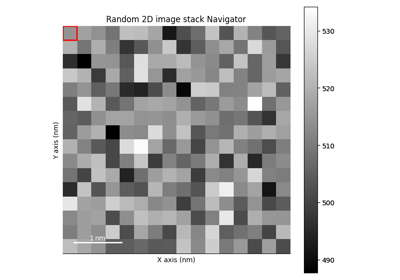 Random 2D image stack Navigator
Y axis (nm)
1 nm
X axis (nm)
530
520
510
500
490